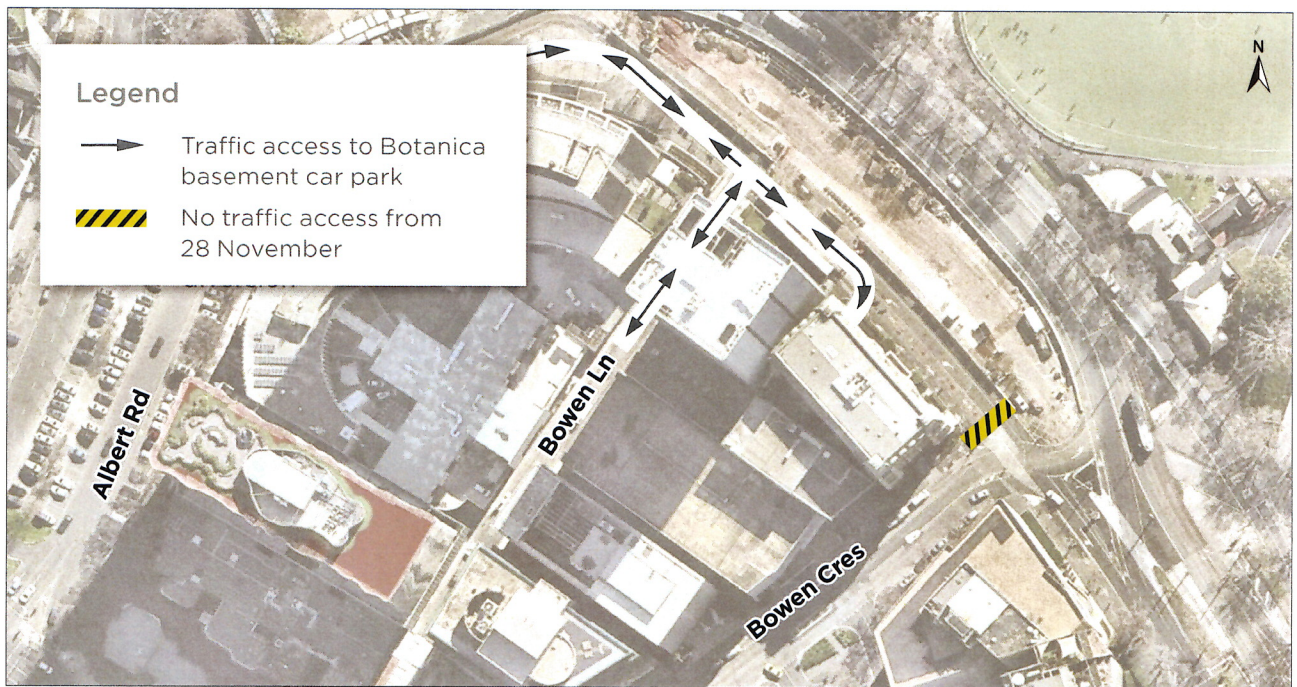 Legend
Traffic access to Botanica
basement car park
No traffic access from
28 November
N
Albert Rd
Bowen Ln
Bowen Cres